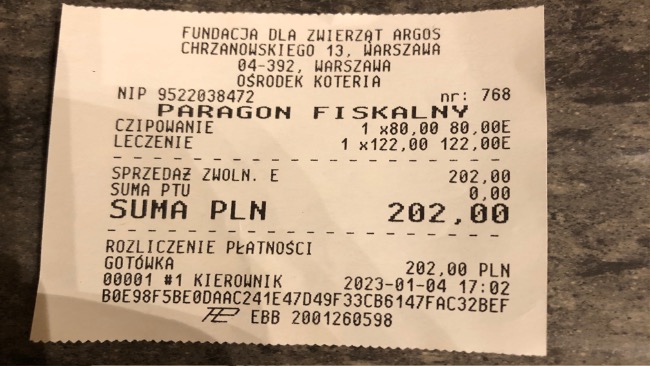 FUNDACJA DLA ZWIERZĄT ARGOS
CHRZANOWSKIEGO 13, WARSZAWA
04-392, WARSZAWA
OŚRODEK KOTERIA
NIP 9522038472 nr: 768
PARAGON FISKALNY
CZIPOWANIE 1 x80,00 80,00E
LECZENIE 1 x122,00 122,00E
SPRZEDAŻ ZWOLN. E 202,00
SUMA PTU 0,00
SUMA PLN 202,00
ROZLICZENIE PŁATNOŚCI
GOTÓWKA 202,00 PLN
00001 #1 KIEROWNIK 2023-01-04 17:02
B0E98F5BE0DAAC241E47D49F33CB6147FAC32BEF
EBB 2001260598